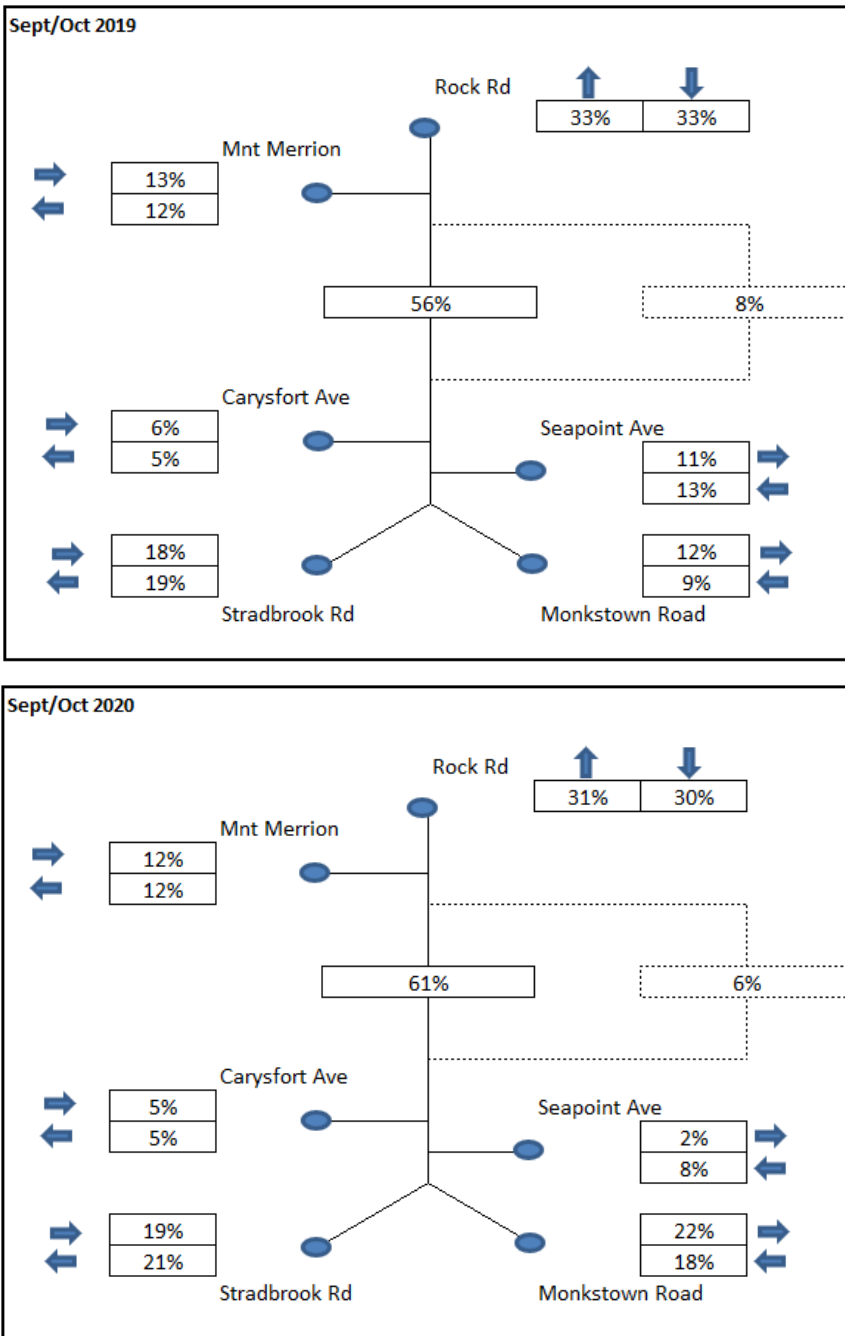 Sept/Oct 2019
Rock Rd
33% 33%
Mnt Merrion
13%
12%
56% 8%
Carysfort Ave
6%
5%
Seapoint Ave
11%
13%
18%
19%
Stradbrook Rd
12%
9%
Monkstown Road
Sept/Oct 2020
Rock Rd
31% 30%
Mnt Merrion
12%
12%
61% 6%
Carysfort Ave
5%
5%
Seapoint Ave
2%
8%
19%
21%
Stradbrook Rd
22%
18%
Monkstown Road